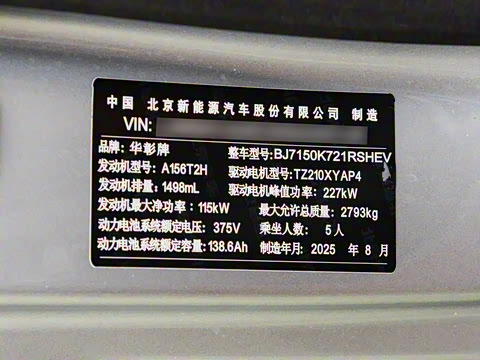 中国 北京新能源汽车股份有限公司 制造
VIN:
品牌: 华彰牌 整车型号: BJ7150K721RSHEV
发动机型号: A156T2H 驱动电机型号: TZ210XYAP4
发动机排量: 1498mL 驱动电机峰值功率: 227kW
发动机最大净功率: 115kW 最大允许总质量: 2793kg
动力电池系统额定电压: 375V 乘坐人数: 5 人
动力电池系统额定容量: 138.6Ah 制造年月: 2025 年 8 月